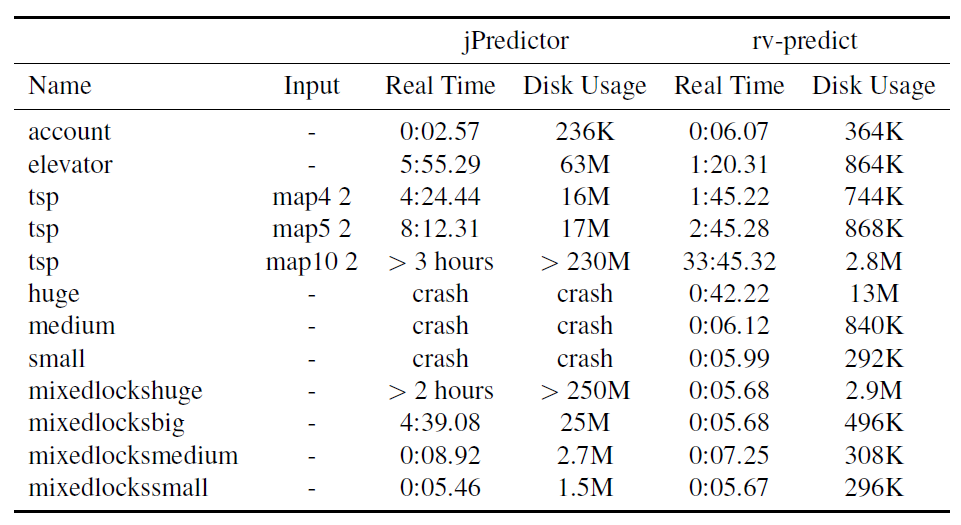 jPredictor rv-predict
Name Input Real Time Disk Usage Real Time Disk Usage
account - 0:02.57 236K 0:06.07 364K
elevator - 5:55.29 63M 1:20.31 864K
tsp map4 2 4:24.44 16M 1:45.22 744K
tsp map5 2 8:12.31 17M 2:45.28 868K
tsp map10 2 > 3 hours > 230M 33:45.32 2.8M
huge - crash crash 0:42.22 13M
medium - crash crash 0:06.12 840K
small - crash crash 0:05.99 292K
mixedlockshuge - > 2 hours > 250M 0:05.68 2.9M
mixedlocksbig - 4:39.08 25M 0:05.68 496K
mixedlocksmedium - 0:08.92 2.7M 0:07.25 308K
mixedlockssmall - 0:05.46 1.5M 0:05.67 296K